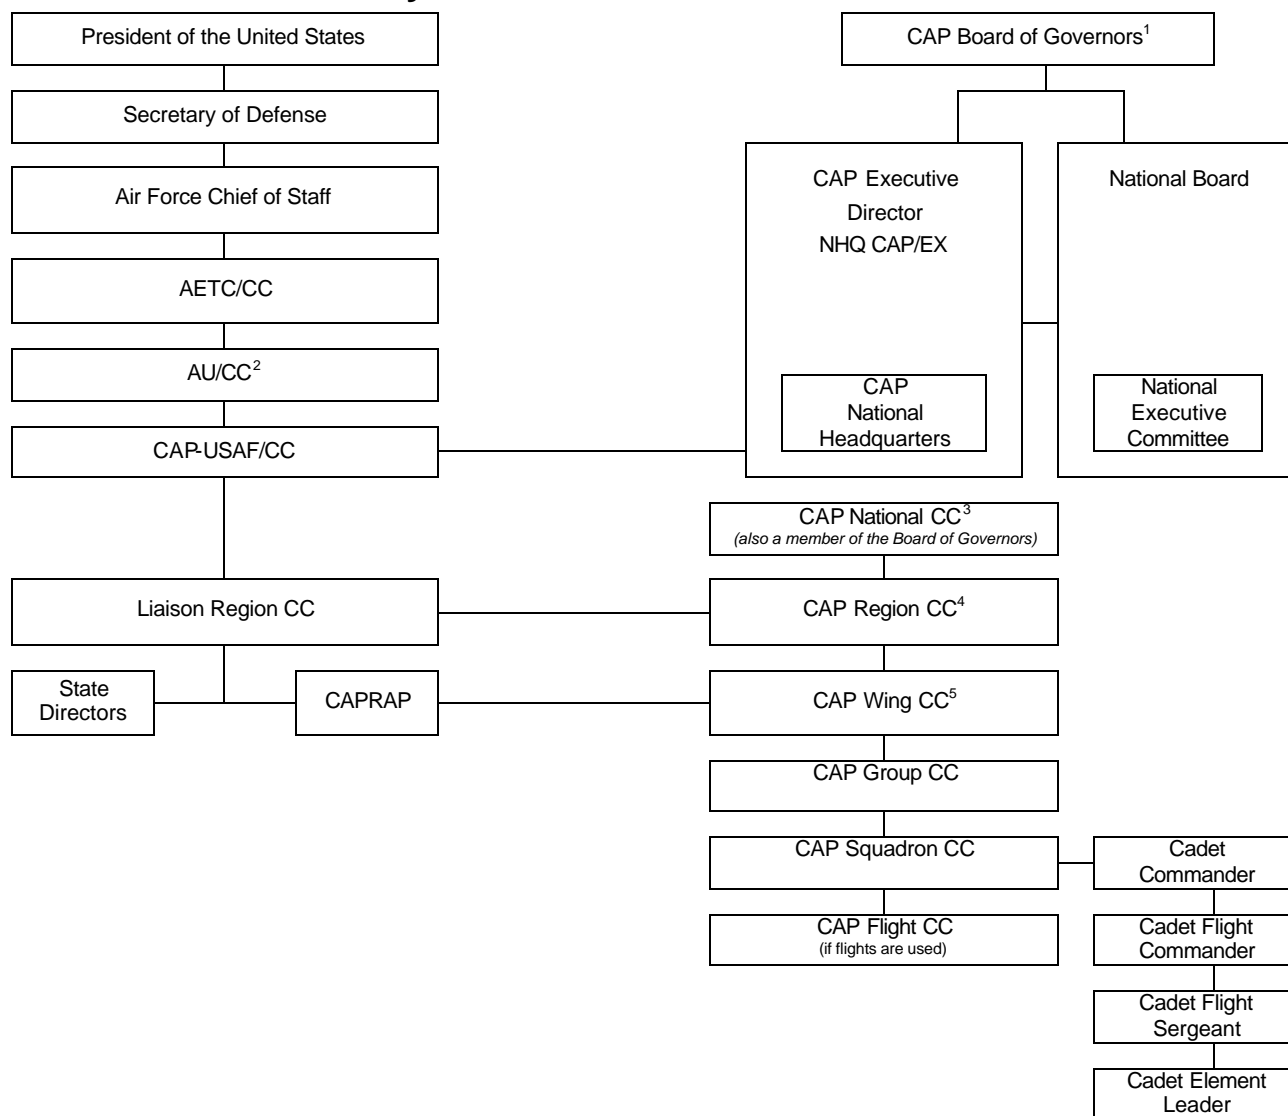 President of the United States
Secretary of Defense
Air Force Chief of Staff
AETC/CC
AU/CC²
CAP-USAF/CC
Liaison Region CC
State
Directors
CAPRAP
CAP Board of Governors¹
CAP Executive
Director
NHQ CAP/EX
CAP
National
Headquarters
National Board
National
Executive
Committee
CAP National CC³
(also a member of the Board of Governors)
CAP Region CC⁴
CAP Wing CC⁵
CAP Group CC
CAP Squadron CC
CAP Flight CC
(if flights are used)
Cadet
Commander
Cadet Flight
Commander
Cadet Flight
Sergeant
Cadet Element
Leader